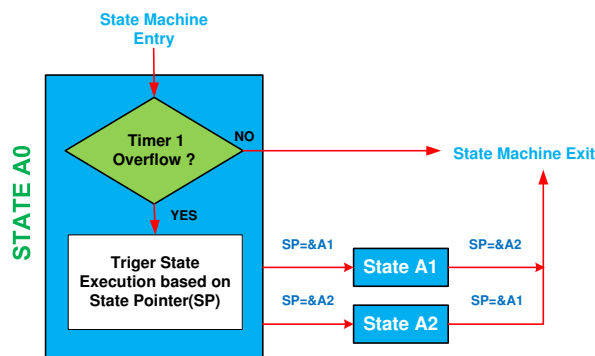 State Machine
Entry
STATE A0
Timer 1
Overflow ?
NO
State Machine Exit
YES
Triger State
Execution based on
State Pointer(SP)
SP=&A1
State A1
SP=&A2
SP=&A2
State A2
SP=&A1